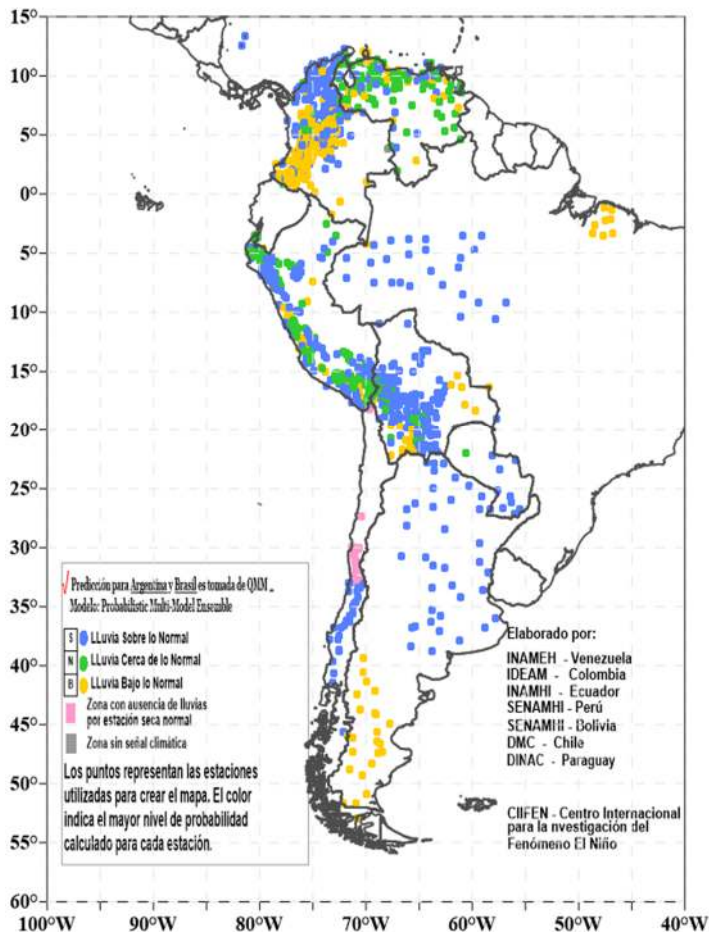 15°
10°
5°
0°
5°
10°
15°
20°
25°
30°
35°
40°
45°
50°
55°
60°
100°W 90°W 80°W 70°W 60°W 50°W 40°W
√ Predicción para Argentina y Brasil es tomada de QMM -
Modelo: Probabilistic Multi-Model Ensemble
S LLuvia Sobre lo Normal
N LLuvia Cerca de lo Normal
B LLuvia Bajo lo Normal
Zona con ausencia de lluvias
por estación seca normal
Zona sin señal climática
Los puntos representan las estaciones
utilizadas para crear el mapa. El color
indica el mayor nivel de probabilidad
calculado para cada estación.
Elaborado por:
INAMEH - Venezuela
IDEAM - Colombia
INAMHI - Ecuador
SENAMHI - Perú
SENAMHI - Bolivia
DMC - Chile
DINAC - Paraguay
CIIFEN - Centro Internacional
para la nvestigación del
Fenómeno El Niño